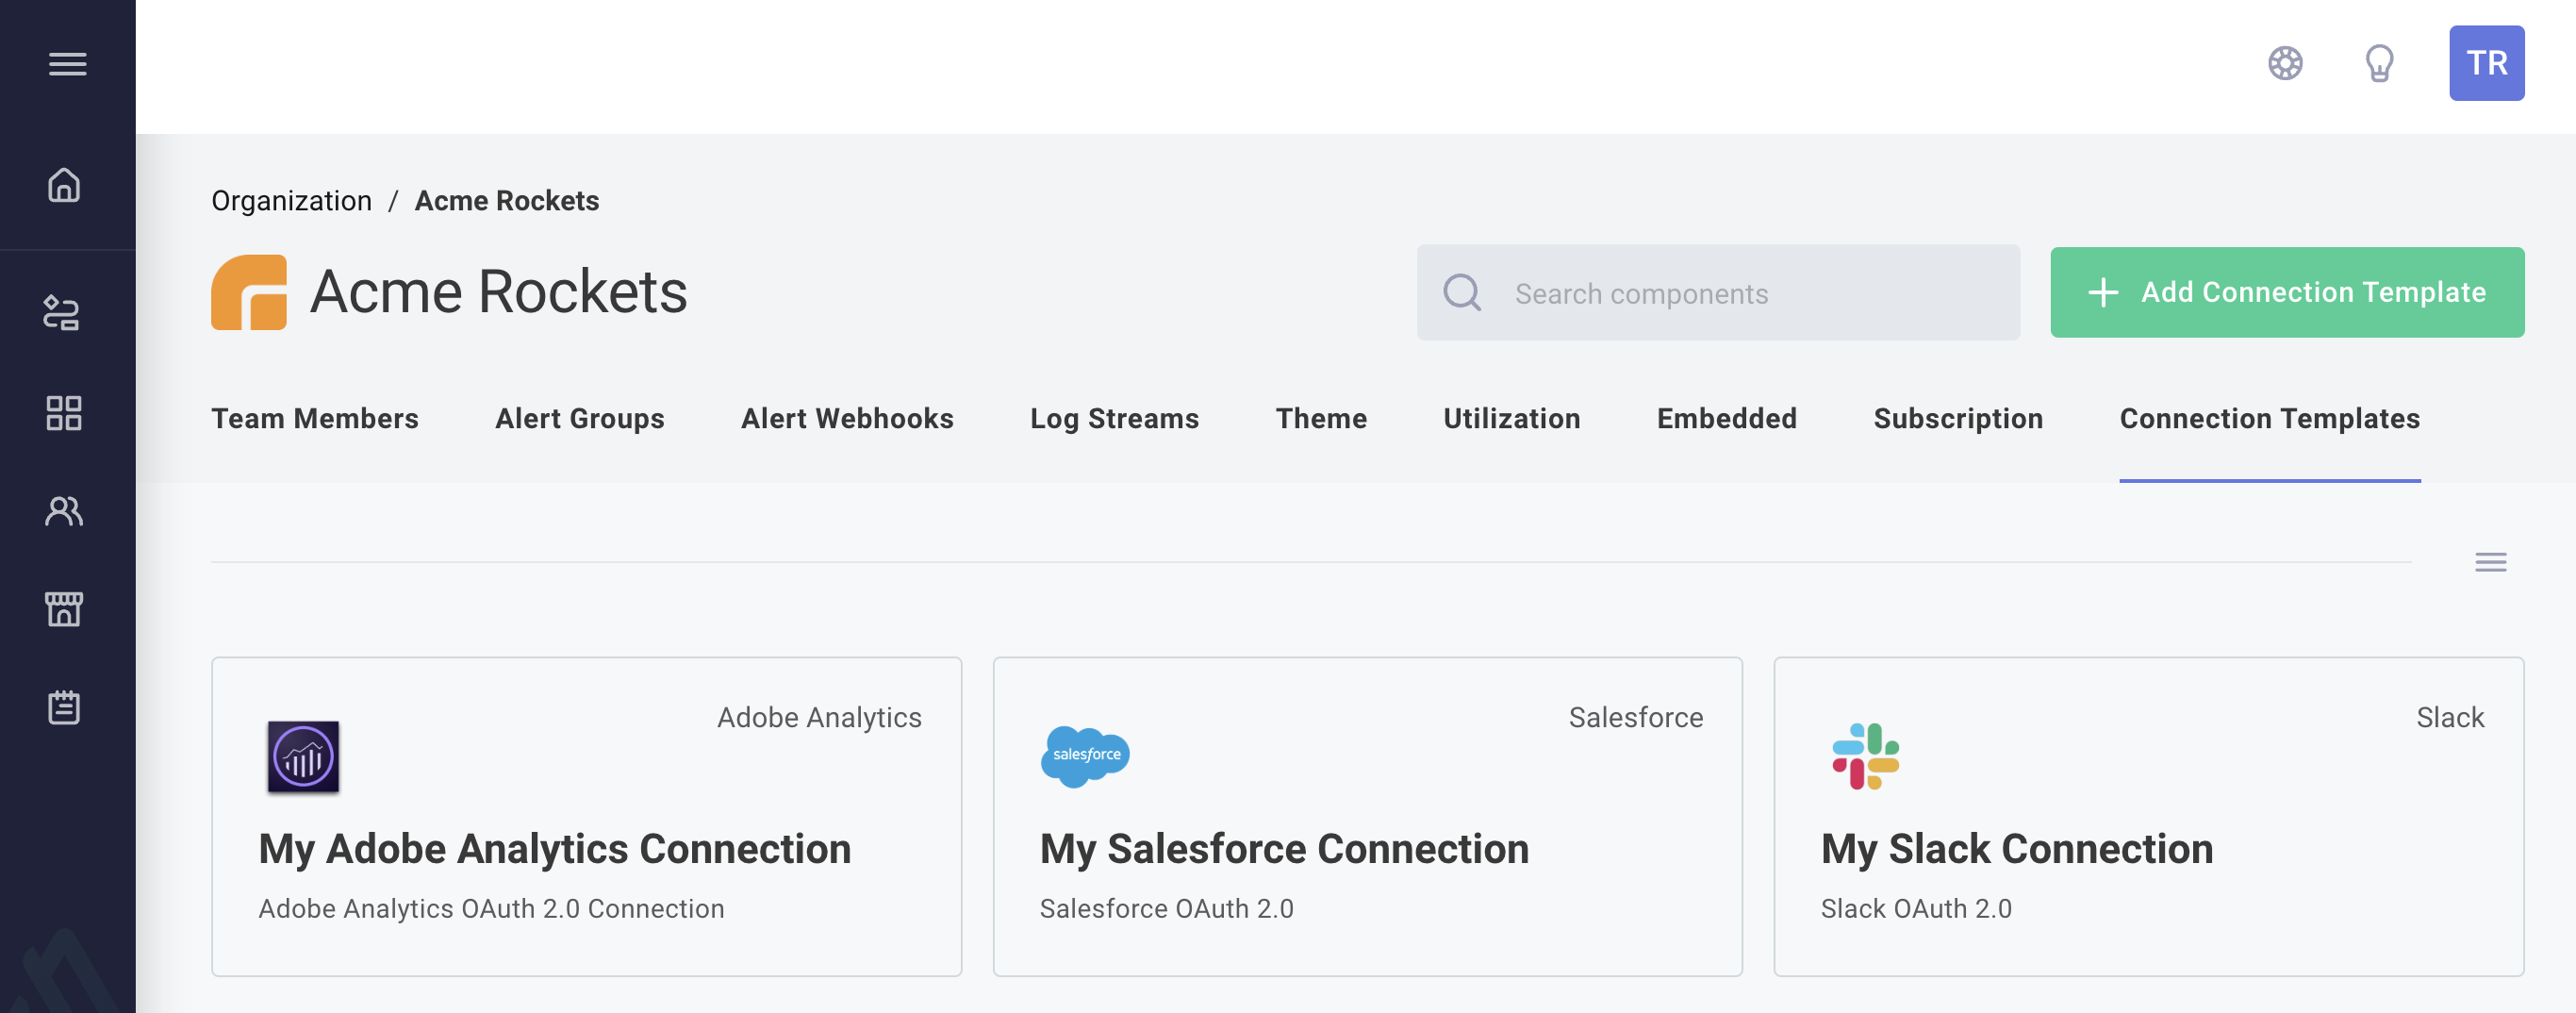 TR
Organization / Acme Rockets
Acme Rockets
Search components
Add Connection Template
Team Members Alert Groups Alert Webhooks Log Streams Theme Utilization Embedded Subscription Connection Templates
Adobe Analytics
My Adobe Analytics Connection
Adobe Analytics OAuth 2.0 Connection
Salesforce
salesforce
My Salesforce Connection
Salesforce OAuth 2.0
Slack
My Slack Connection
Slack OAuth 2.0